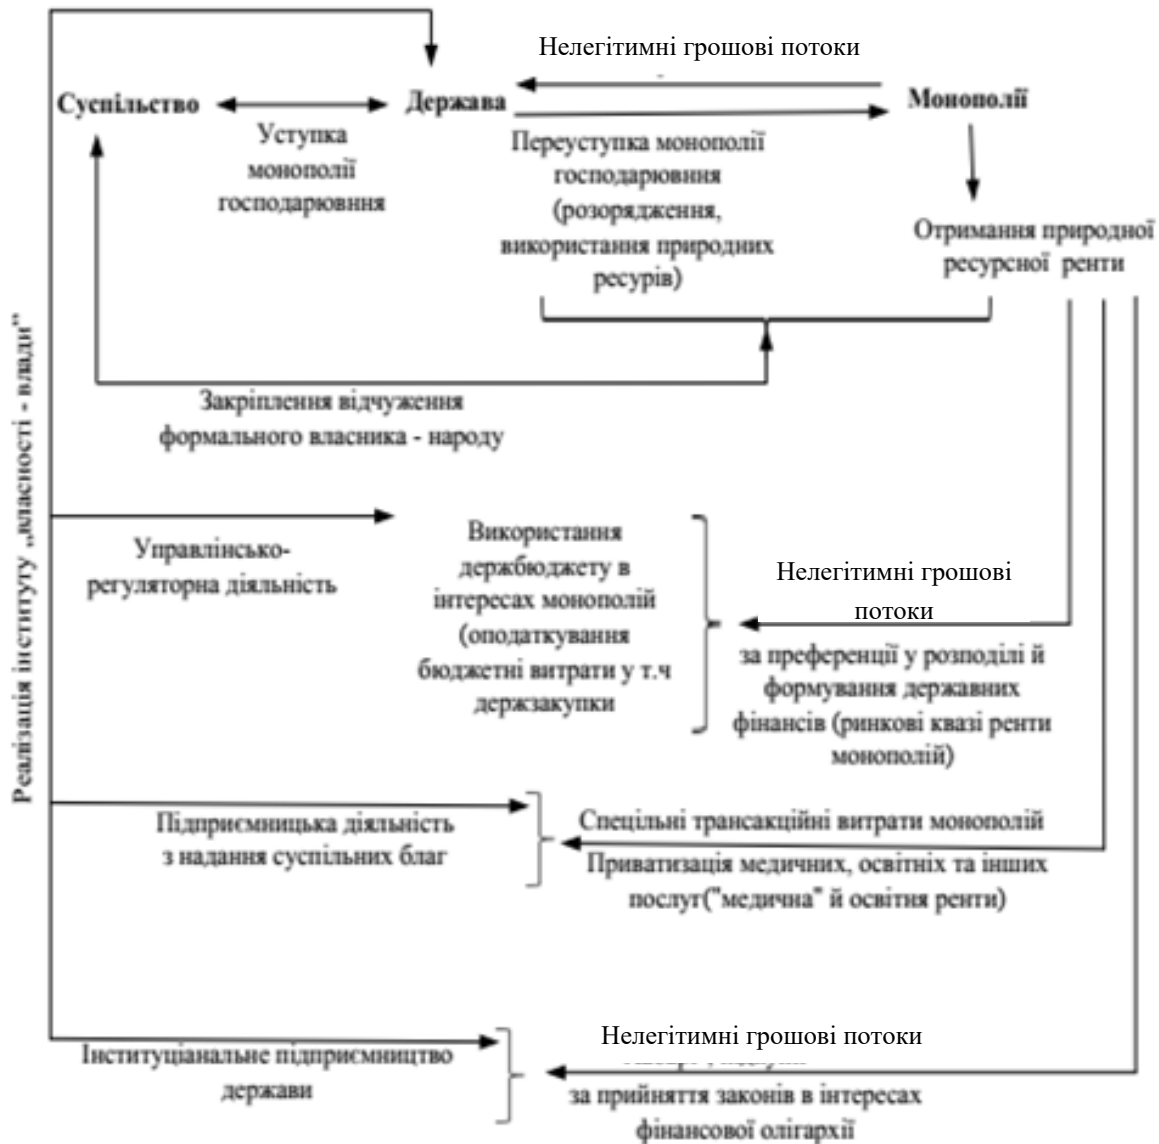 Нелегітимні грошові потоки
Суспільство
Держава
Монополії
Уступка
монополії
господарювння
Переуступка монополії
господарювння
(розорядження,
використання природних
ресурів)
Отримання природної
ресурсної ренти
Закріплення відчуження
формального власника - народу
Реалізація інституту „власності - влади“
Управлінсько-
регуляторна діяльність
Використання
держбюджету в
інтересах монополій
(оподаткування
бюджетні витрати у т.ч
держзакупки
Нелегітимні грошові
потоки
за преференції у розподілі й
формування державних
фінансів (ринкові квазі ренти
монополій)
Підприємницька діяльність
з надання суспільних благ
Спецільні трансакційні витрати монополій
Приватизація медичних, освітніх та інших
послуг("медична" й освітня ренти)
Інституціанальне підприємництво
держави
Нелегітимні грошові потоки
за прийняття законів в інтересах
фінансової олігархії